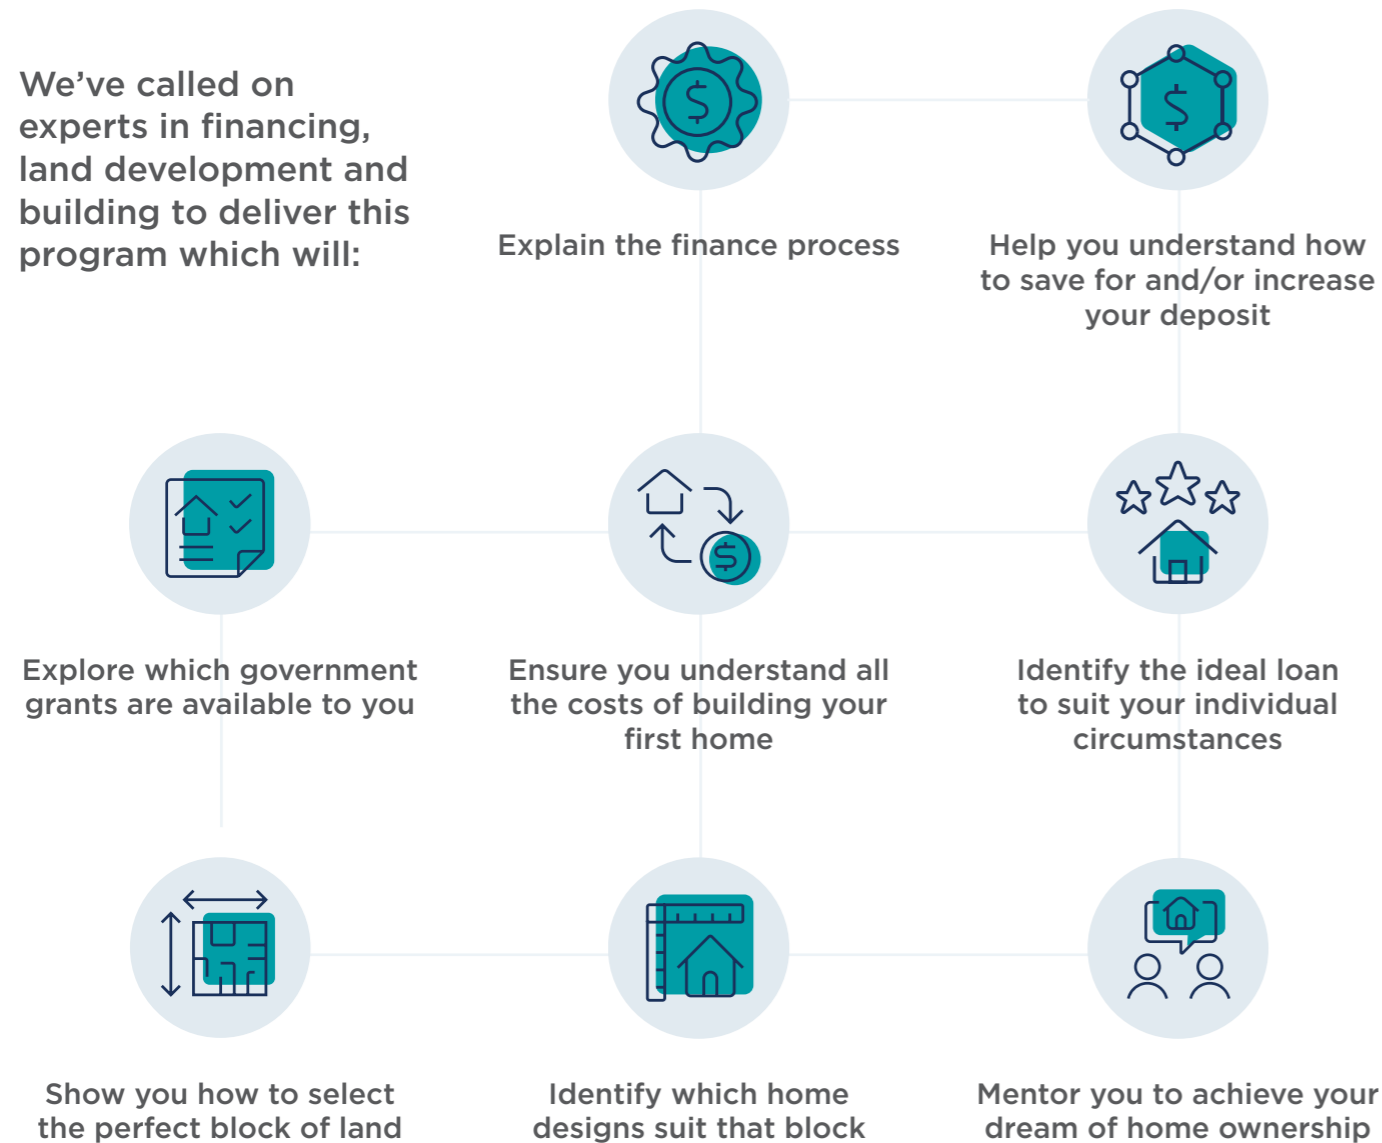 We’ve called on
experts in financing,
land development and
building to deliver this
program which will:
Explain the finance process
Help you understand how
to save for and/or increase
your deposit
Explore which government
grants are available to you
Ensure you understand all
the costs of building your
first home
Identify the ideal loan
to suit your individual
circumstances
Show you how to select
the perfect block of land
Identify which home
designs suit that block
Mentor you to achieve your
dream of home ownership